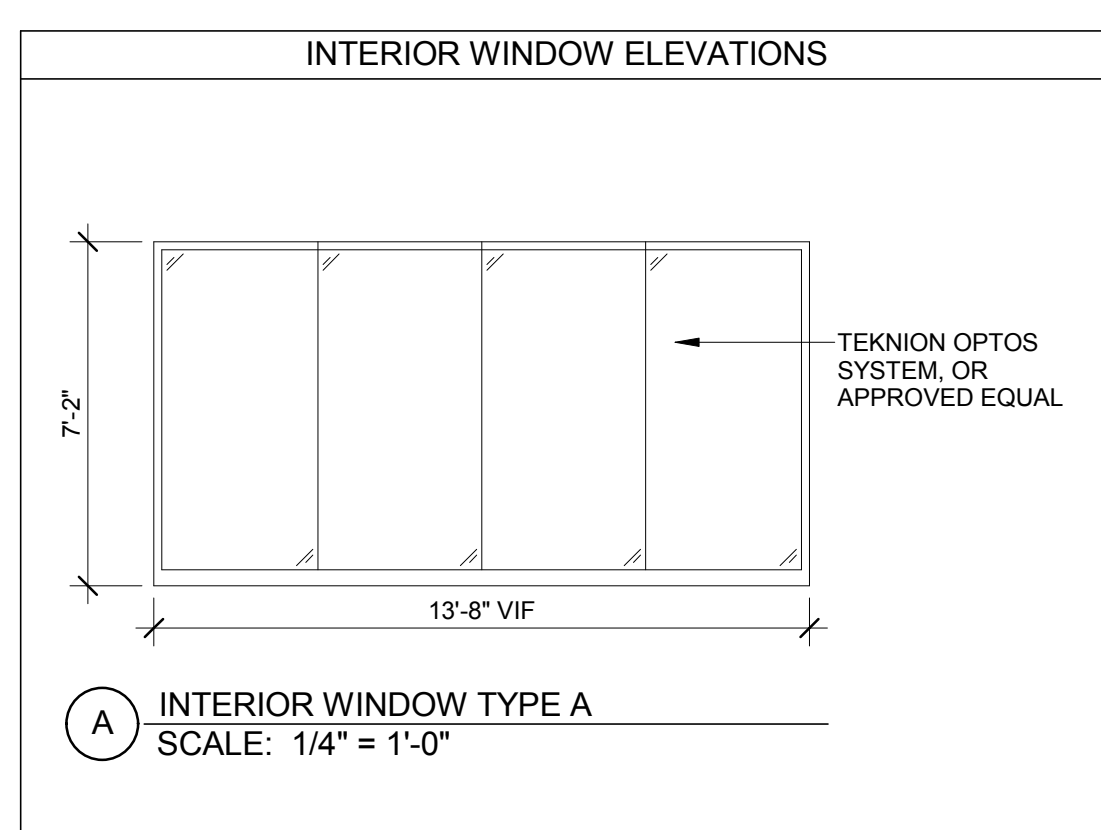 INTERIOR WINDOW ELEVATIONS
7'-2"
TEKNION OPTOS
SYSTEM, OR
APPROVED EQUAL
13'-8" VIF
A
INTERIOR WINDOW TYPE A
SCALE: 1/4" = 1'-0"